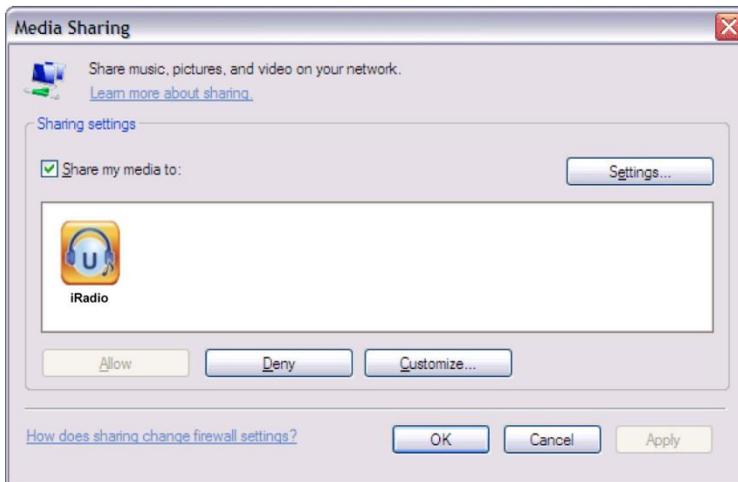 Media Sharing
Share music, pictures, and video on your network.
Learn more about sharing.
Sharing settings
Share my media to:
Settings...
U
iRadio
Allow
Deny
Customize...
How does sharing change firewall settings?
OK
Cancel
Apply